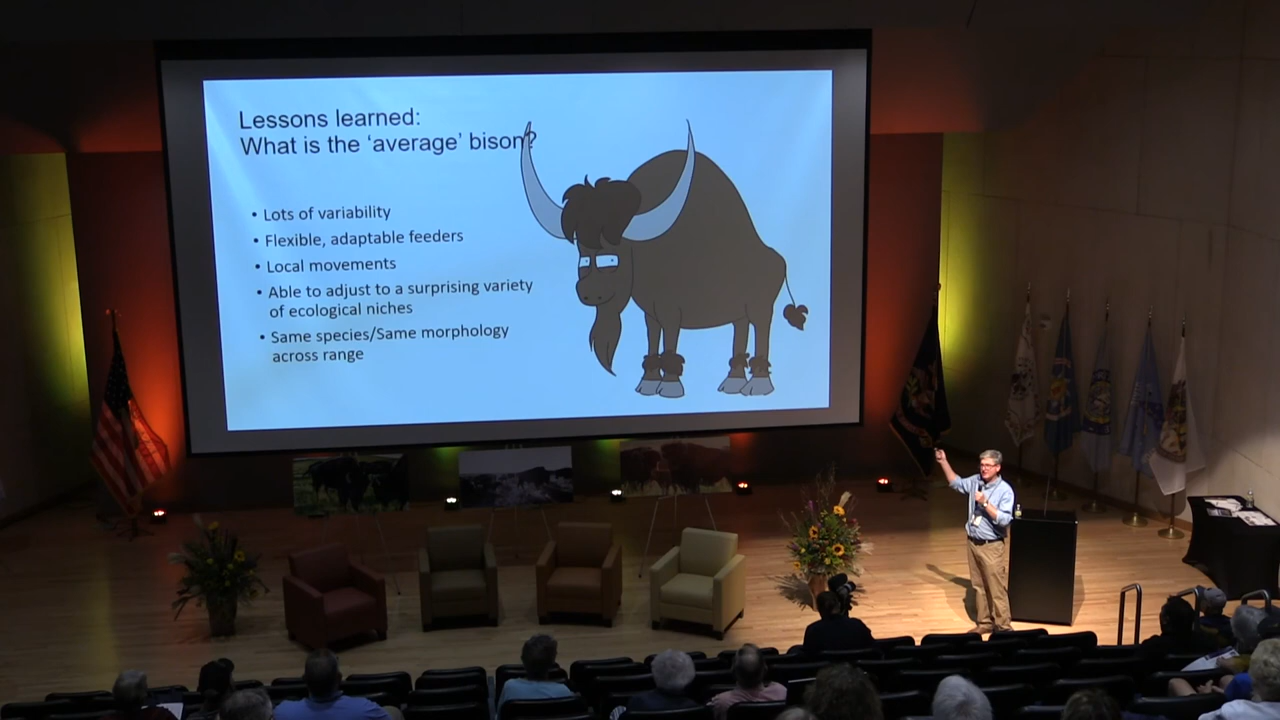 Lessons learned:
What is the ‘average’ bison?
• Lots of variability
• Flexible, adaptable feeders
• Local movements
• Able to adjust to a surprising variety
of ecological niches
• Same species/Same morphology
across range